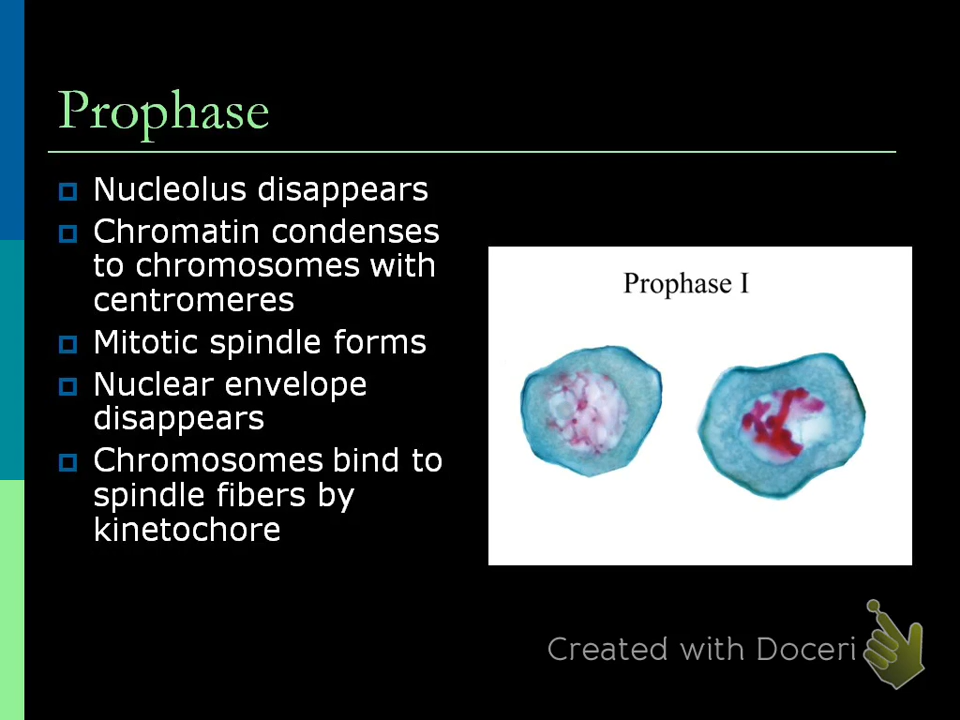 Prophase
Nucleolus disappears
Chromatin condenses
to chromosomes with
centromeres
Mitotic spindle forms
Nuclear envelope
disappears
Chromosomes bind to
spindle fibers by
kinetochore
Prophase I
Created with Doceri